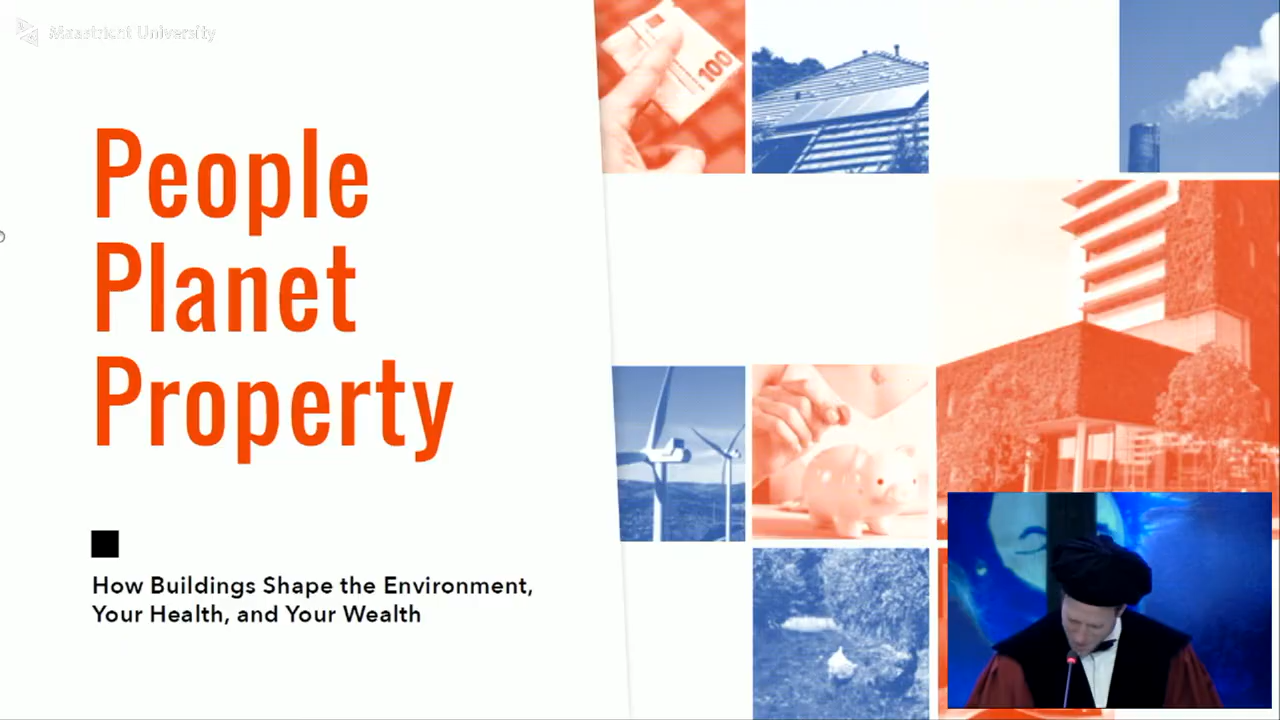 Maastricht University
People
Planet
Property
How Buildings Shape the Environment,
Your Health, and Your Wealth
100